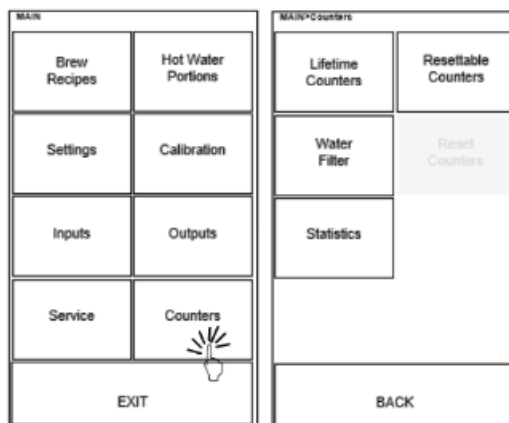 MAIN
Brew
Recipes
Hot Water
Portions
Settings
Calibration
Inputs
Outputs
Service
Counters
EXIT
MAIN>Counters
Lifetime
Counters
Resettable
Counters
Water
Filter
Reset
Counters
Statistics
BACK